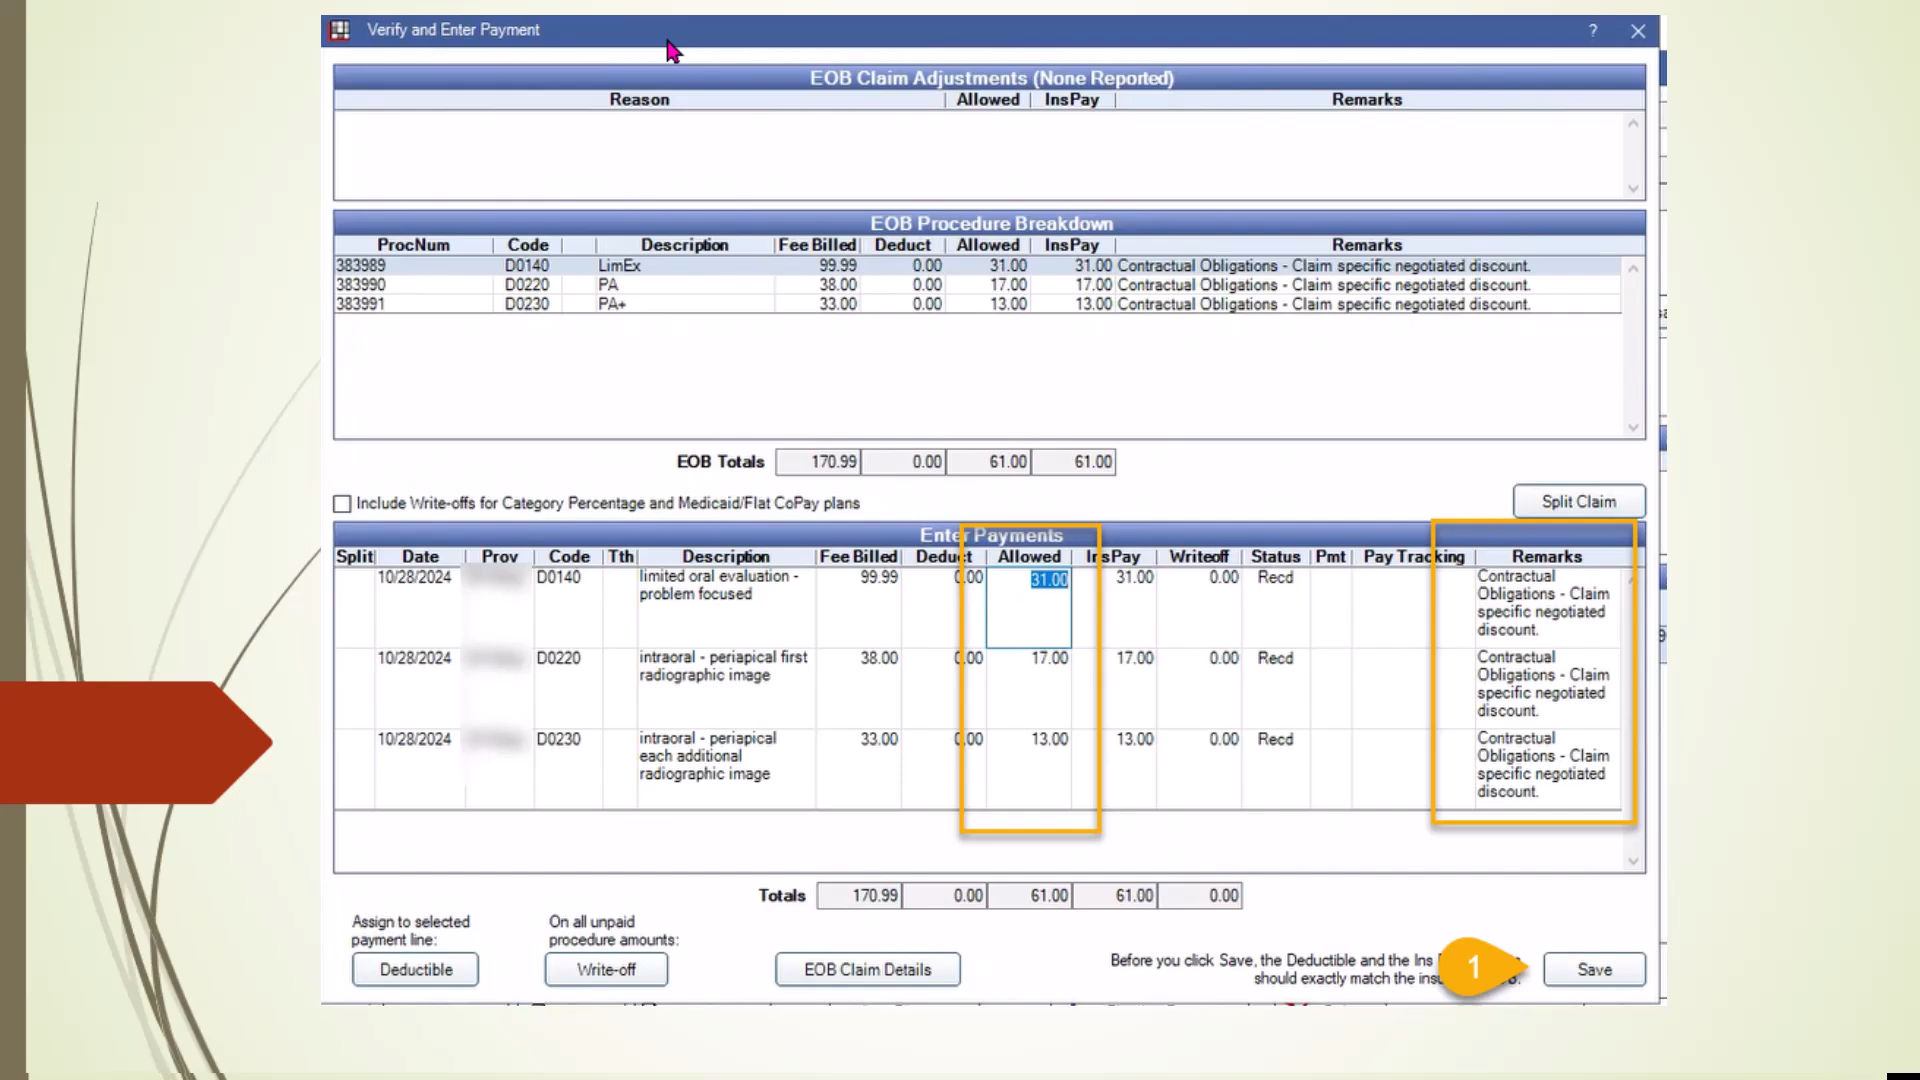 Verify and Enter Payment ?
EOB Claim Adjustments (None Reported)
Reason Allowed InsPay Remarks
EOB Procedure Breakdown
ProcNum Code Description Fee Billed Deduct Allowed InsPay Remarks
383989 D0140 LimEx 99.99 0.00 31.00 31.00 Contractual Obligations - Claim specific negotiated discount.
383990 D0220 PA 38.00 0.00 17.00 17.00 Contractual Obligations - Claim specific negotiated discount.
383991 D0230 PA+ 33.00 0.00 13.00 13.00 Contractual Obligations - Claim specific negotiated discount.
EOB Totals 170.99 0.00 61.00 61.00
Include Write-offs for Category Percentage and Medicaid/Flat CoPay plans
Split Claim
Enter Payments
Split Date Prov Code Tth Description Fee Billed Deduct Allowed InsPay Writeoff Status Pmt Pay Tracking Remarks
10/28/2024 D0140 limited oral evaluation - 99.99 0.00 31.00 31.00 0.00 Recd Contractual
problem focused Obligations - Claim
specific negotiated
discount.
10/28/2024 D0220 intraoral - periapical first 38.00 0.00 17.00 17.00 0.00 Recd Contractual
radiographic image Obligations - Claim
specific negotiated
discount.
10/28/2024 D0230 intraoral - periapical 33.00 0.00 13.00 13.00 0.00 Recd Contractual
each additional Obligations - Claim
radiographic image specific negotiated
discount.
Totals 170.99 0.00 61.00 61.00 0.00
Assign to selected
payment line:
Deductible
On all unpaid
procedure amounts:
Write-off
EOB Claim Details
Before you click Save, the Deductible and the Ins
should exactly match the
1
Save